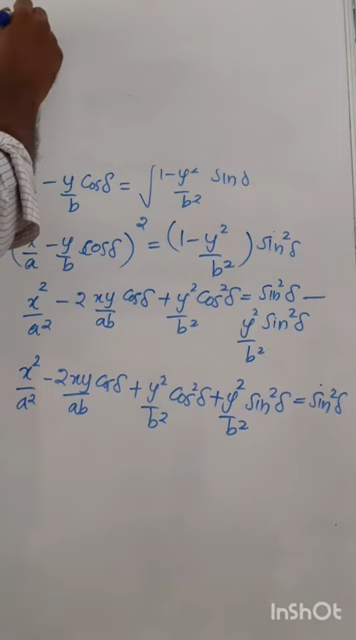 - y/b cosδ = √(1-y²/b²) sinδ
(x/a - y/b cosδ)² = (1 - y²/b²) sin²δ
x²/a² - 2 xy/ab cosδ + y²/b² cos²δ = sin²δ —
y²/b² sin²δ
x²/a² - 2xy/ab cosδ + y²/b² cos²δ + y²/b² sin²δ = sin²δ
InShOt